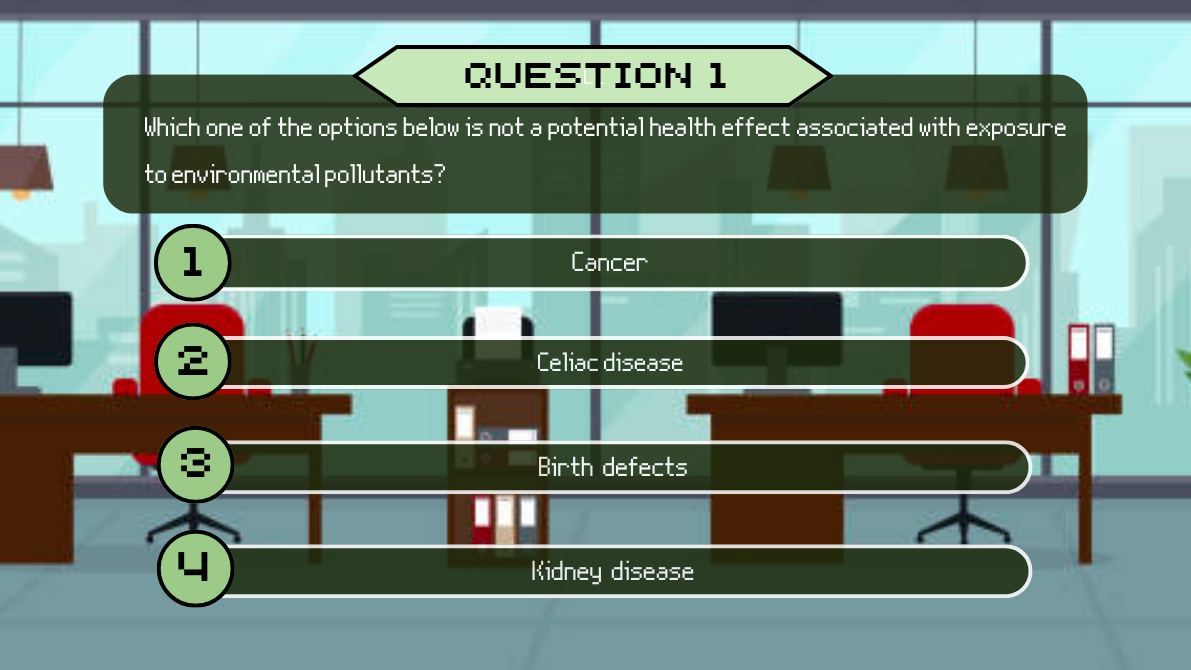 QUESTION 1
Which one of the options below is not a potential health effect associated with exposure
to environmental pollutants?
1
Cancer
2
Celiac disease
3
Birth defects
4
Kidney disease